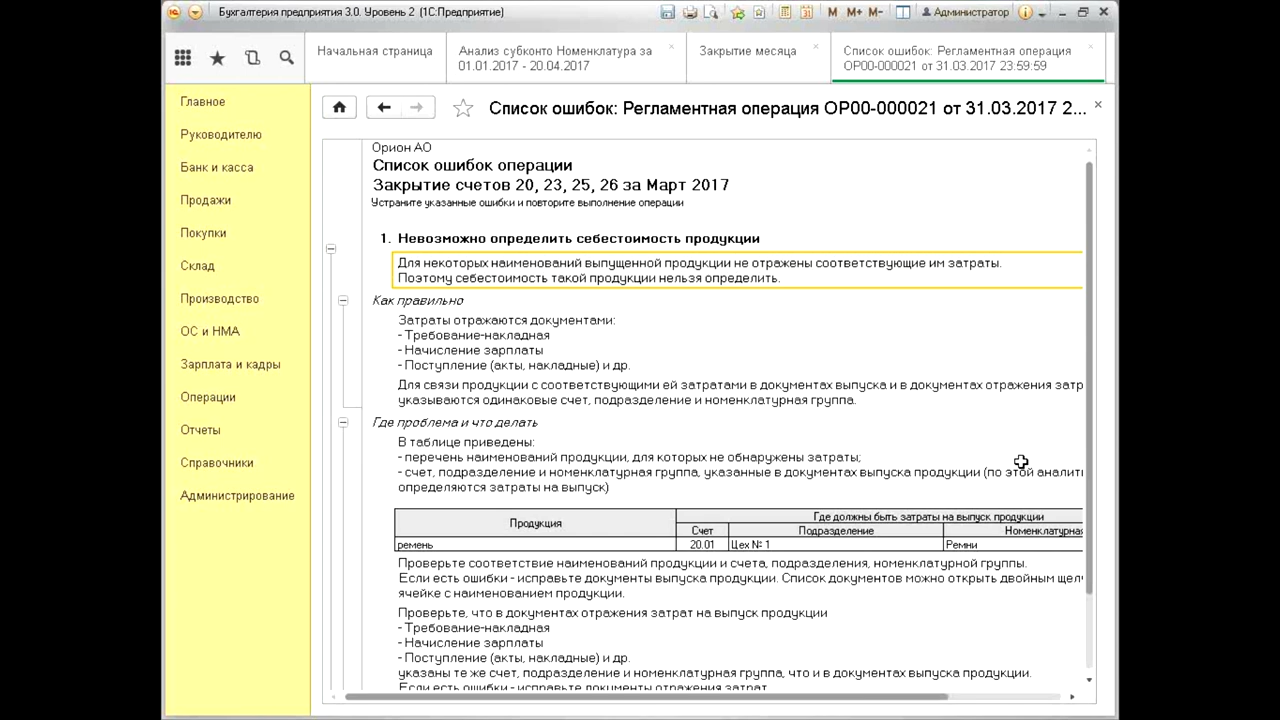 Бухгалтерия предприятия 3.0. Уровень 2 (1С:Предприятие)
M M+ M-
Администратор
Начальная страница
Анализ субконто Номенклатура за
01.01.2017 - 20.04.2017
Закрытие месяца
Список ошибок: Регламентная операция
ОР00-000021 от 31.03.2017 23:59:59
Главное
Руководителю
Банк и касса
Продажи
Покупки
Склад
Производство
ОС и НМА
Зарплата и кадры
Операции
Отчеты
Справочники
Администрирование
Список ошибок: Регламентная операция ОР00-000021 от 31.03.2017 2...
Орион АО
Список ошибок операции
Закрытие счетов 20, 23, 25, 26 за Март 2017
Устраните указанные ошибки и повторите выполнение операции
1. Невозможно определить себестоимость продукции
Для некоторых наименований выпущенной продукции не отражены соответствующие им затраты.
Поэтому себестоимость такой продукции нельзя определить.
Как правильно
Затраты отражаются документами:
- Требование-накладная
- Начисление зарплаты
- Поступление (акты, накладные) и др.
Для связи продукции с соответствующими ей затратами в документах выпуска и в документах отражения затр
указываются одинаковые счет, подразделение и номенклатурная группа.
Где проблема и что делать
В таблице приведены:
- перечень наименований продукции, для которых не обнаружены затраты;
- счет, подразделение и номенклатурная группа, указанные в документах выпуска продукции (по этой аналити
определяются затраты на выпуск)
Продукция
Где должны быть затраты на выпуск продукции
Счет Подразделение Номенклатурная
ремень 20.01 Цех № 1 Ремни
Проверьте соответствие наименований продукции и счета, подразделения, номенклатурной группы.
Если есть ошибки - исправьте документы выпуска продукции. Список документов можно открыть двойным щел
ячейке с наименованием продукции.
Проверьте, что в документах отражения затрат на выпуск продукции
- Требование-накладная
- Начисление зарплаты
- Поступление (акты, накладные) и др.
указаны те же счет, подразделение и номенклатурная группа, что и в документах выпуска продукции.
Если есть ошибки - исправьте документы отражения затрат